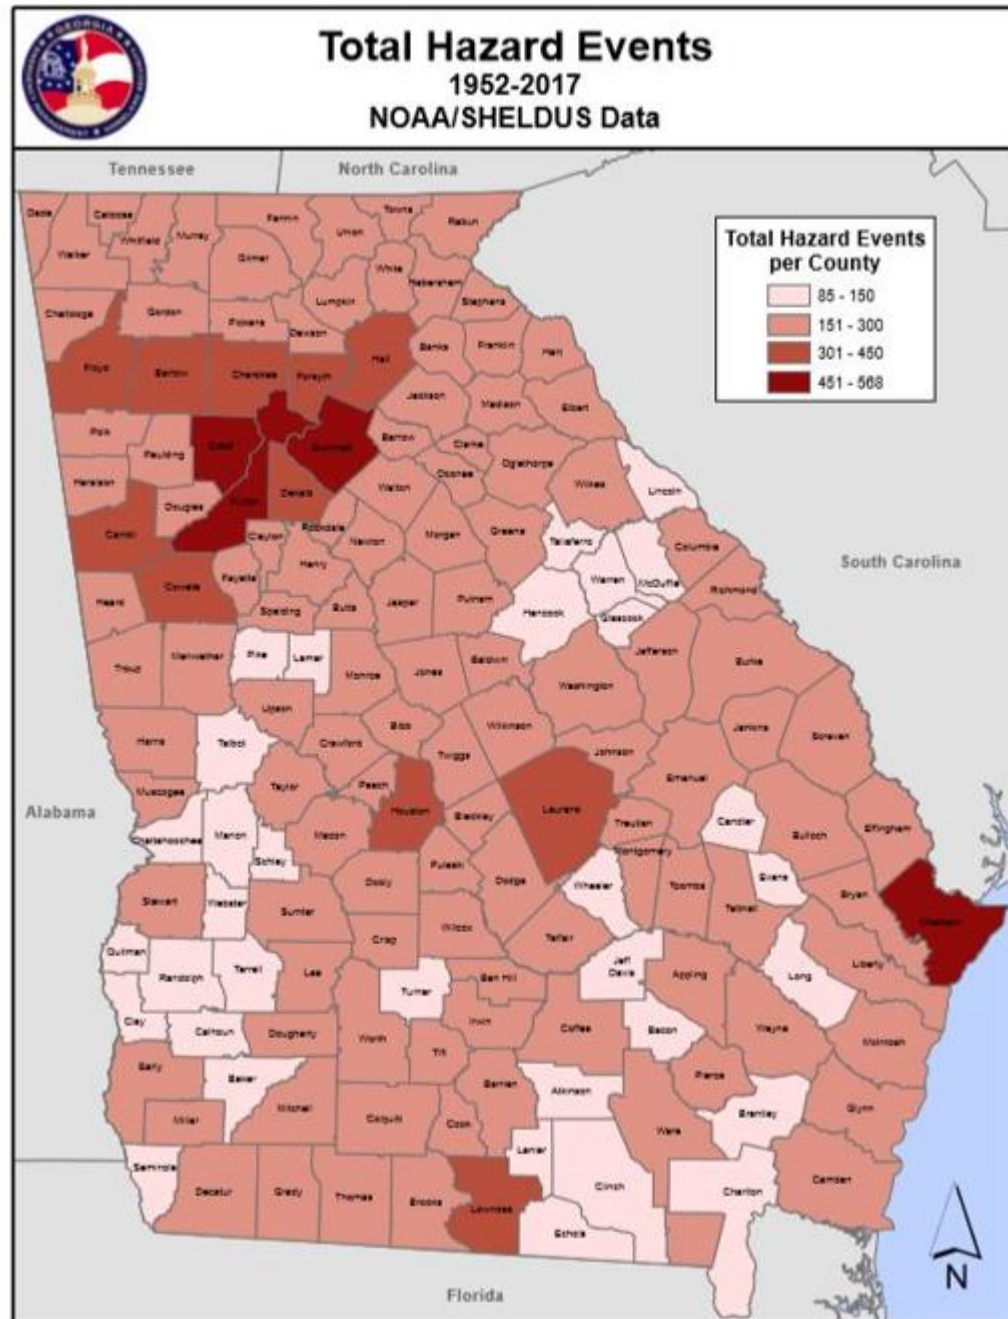 Total Hazard Events
1952-2017
NOAA/SHELDUS Data
GEORGIA
Tennessee
North Carolina
Total Hazard Events
per County
85 - 150
151 - 300
301 - 450
451 - 568
Dade
Catoosa
Whitfield
Murray
Fannin
Union
Towns
Rabun
Walker
Gilmer
White
Habersham
Stephens
Chattooga
Gordon
Pickens
Lumpkin
Dawson
Banks
Franklin
Hart
Floyd
Bartow
Cherokee
Forsyth
Hall
Jackson
Madison
Elbert
Polk
Paulding
Cobb
Gwinnett
Barrow
Clarke
Oconee
Oglethorpe
Wilkes
Lincoln
Haralson
Douglas
Fulton
Dekalb
Walton
Carroll
Clayton
Rockdale
Newton
Morgan
Greene
Taliaferro
Columbia
South Carolina
Heard
Coweta
Fayette
Henry
Spalding
Butts
Jasper
Putnam
Hancock
Warren
McDuffie
Richmond
Glascock
Troup
Meriwether
Pike
Lamar
Monroe
Jones
Baldwin
Washington
Jefferson
Burke
Upson
Harris
Talbot
Crawford
Bibb
Twiggs
Wilkinson
Johnson
Jenkins
Screven
Alabama
Muscogee
Taylor
Peach
Houston
Bleckley
Laurens
Emanuel
Treutlen
Candler
Bulloch
Effingham
Chattahoochee
Marion
Schley
Macon
Dooly
Pulaski
Dodge
Montgomery
Wheeler
Toombs
Tattnall
Evans
Bryan
Chatham
Stewart
Webster
Sumter
Crisp
Wilcox
Telfair
Jeff
Davis
Appling
Long
Liberty
Quitman
Randolph
Terrell
Lee
Turner
Ben Hill
Clay
Calhoun
Dougherty
Worth
Tift
Irwin
Coffee
Bacon
Wayne
McIntosh
Early
Baker
Mitchell
Berrien
Atkinson
Pierce
Brantley
Glynn
Miller
Colquitt
Cook
Ware
Seminole
Decatur
Grady
Thomas
Brooks
Lowndes
Lanier
Clinch
Echols
Charlton
Camden
Florida
N